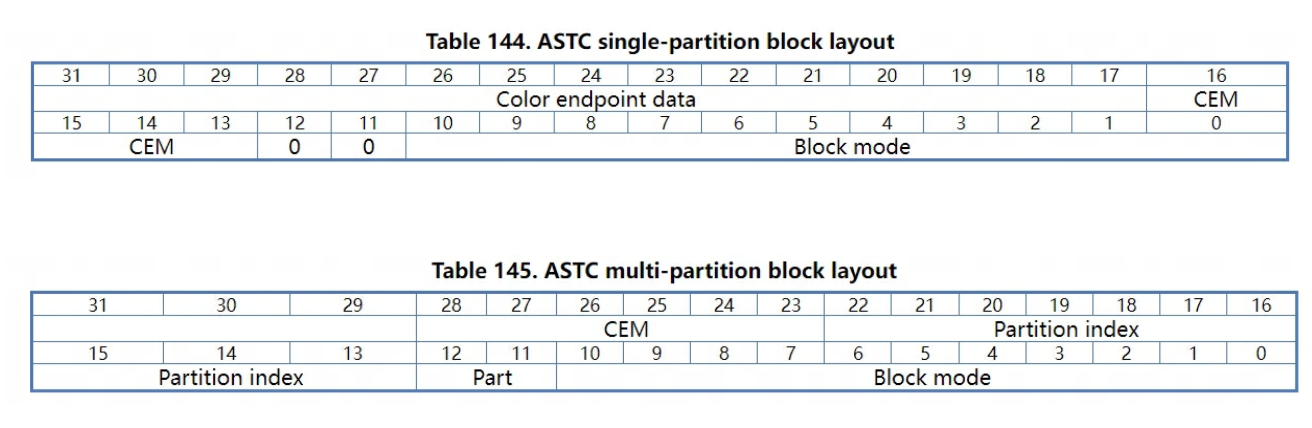 Table 144. ASTC single-partition block layout
31 30 29 28 27 26 25 24 23 22 21 20 19 18 17 16
Color endpoint data CEM
15 14 13 12 11 10 9 8 7 6 5 4 3 2 1 0
CEM 0 0 Block mode
Table 145. ASTC multi-partition block layout
31 30 29 28 27 26 25 24 23 22 21 20 19 18 17 16
CEM Partition index
15 14 13 12 11 10 9 8 7 6 5 4 3 2 1 0
Partition index Part Block mode